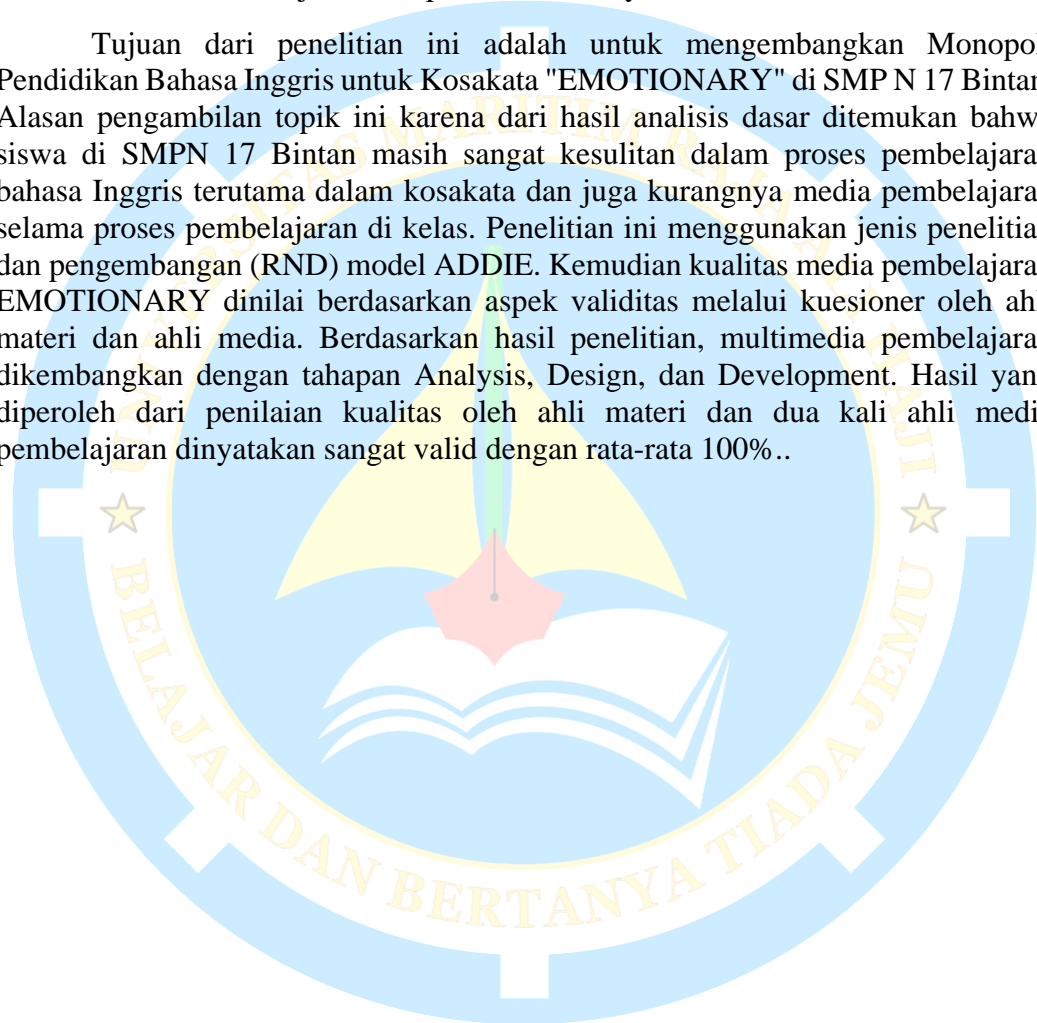 Tujuan dari penelitian ini adalah untuk mengembangkan Monopol
Pendidikan Bahasa Inggris untuk Kosakata "EMOTIONARY" di SMP N 17 Bintan
Alasan pengambilan topik ini karena dari hasil analisis dasar ditemukan bahw
siswa di SMPN 17 Bintan masih sangat kesulitan dalam proses pembelajara
bahasa Inggris terutama dalam kosakata dan juga kurangnya media pembelajara
selama proses pembelajaran di kelas. Penelitian ini menggunakan jenis penelitia
dan pengembangan (RND) model ADDIE. Kemudian kualitas media pembelajara
EMOTIONARY dinilai berdasarkan aspek validitas melalui kuesioner oleh ahl
materi dan ahli media. Berdasarkan hasil penelitian, multimedia pembelajara
dikembangkan dengan tahapan Analysis, Design, dan Development. Hasil yan
diperoleh dari penilaian kualitas oleh ahli materi dan dua kali ahli medi
pembelajaran dinyatakan sangat valid dengan rata-rata 100%..
UNIVERSITAS MARITIM RAJA ALI HAJI
BELAJAR DAN BERTANYA TIADA JEMU